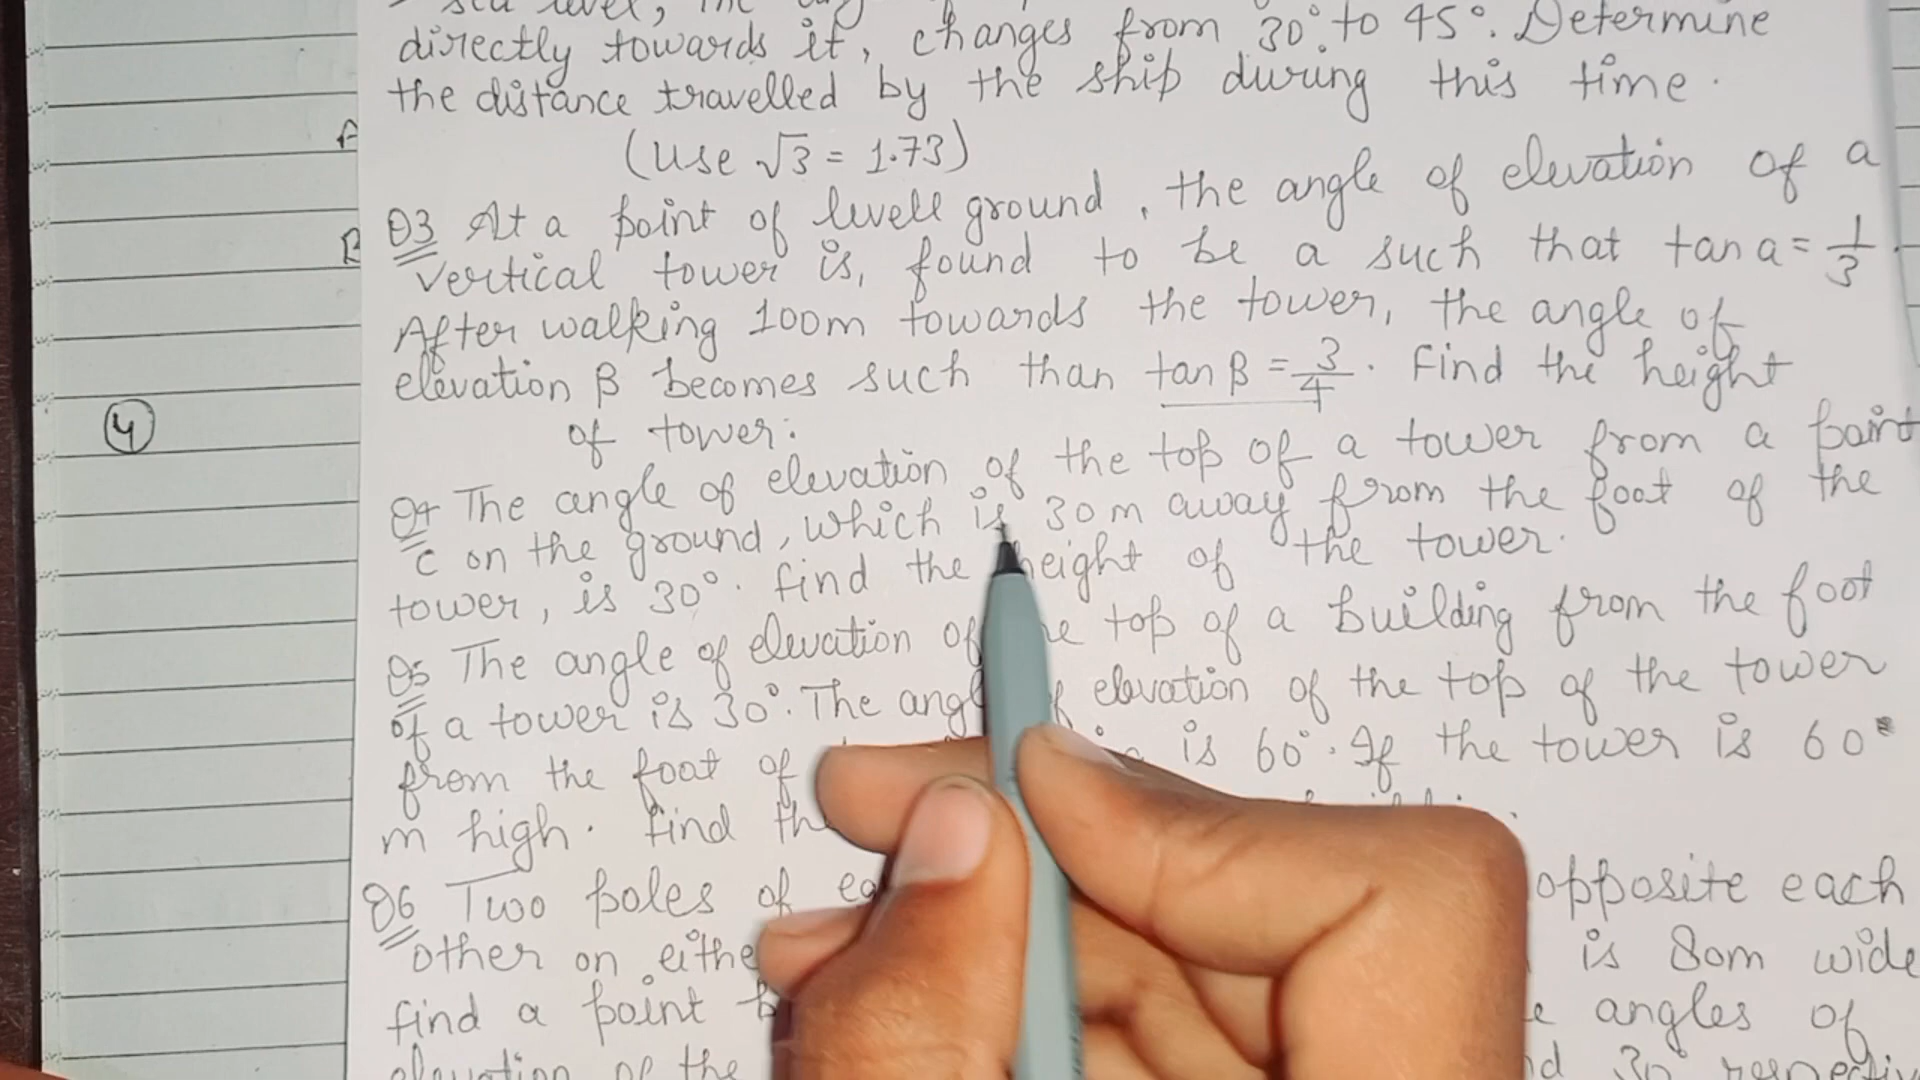 sea level, the
directly towards it, changes from 30° to 45°. Determine
the distance travelled by the ship during this time.
(Use √3 = 1.73)
Q3 At a point of levell ground, the angle of elevation of a
vertical tower is, found to be a such that tan a = 1/3.
After walking 100m towards the tower, the angle of
elevation β becomes such than tan β = 3/4. Find the height
of tower.
Q4 The angle of elevation of the top of a tower from a point
C on the ground, which is 30m away from the foot of the
tower, is 30°. find the height of the tower.
Q5 The angle of elevation of the top of a building from the foot
of a tower is 30°. The angle of elevation of the top of the tower
from the foot of is 60°. If the tower is 60
m high. find
Q6 Two poles of opposite each
other on is 80m wide
find a point angles of
elevation of the 30
4